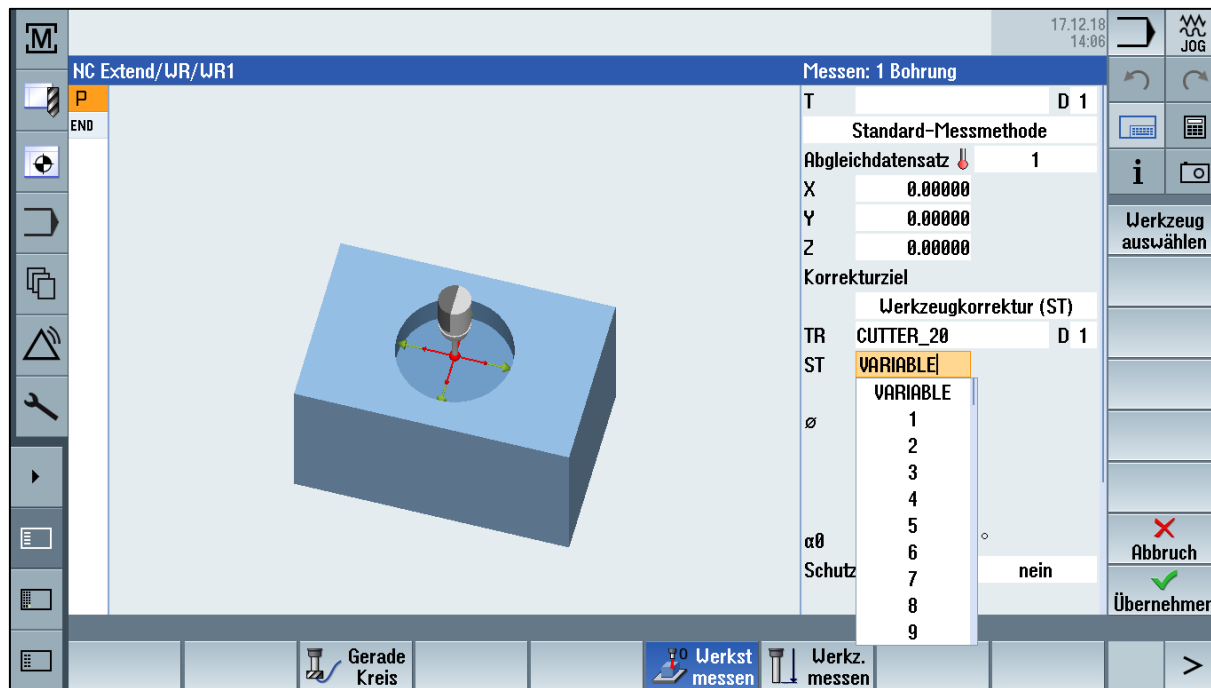 M
17.12.18
14:06
JOG
NC Extend/WR/WR1
Messen: 1 Bohrung
P
END
T D 1
Standard-Messmethode
Abgleichdatensatz 1
X 0.00000
Y 0.00000
Z 0.00000
Korrekturziel
Werkzeugkorrektur (ST)
TR CUTTER_20 D 1
ST VARIABLE
VARIABLE
1
ø
2
3
4
5
α0 °
6
Schutz nein
7
8
9
i
Werkzeug
auswählen
Abbruch
Übernehmen
Gerade
Kreis
Werkst
messen
Werkz.
messen
>